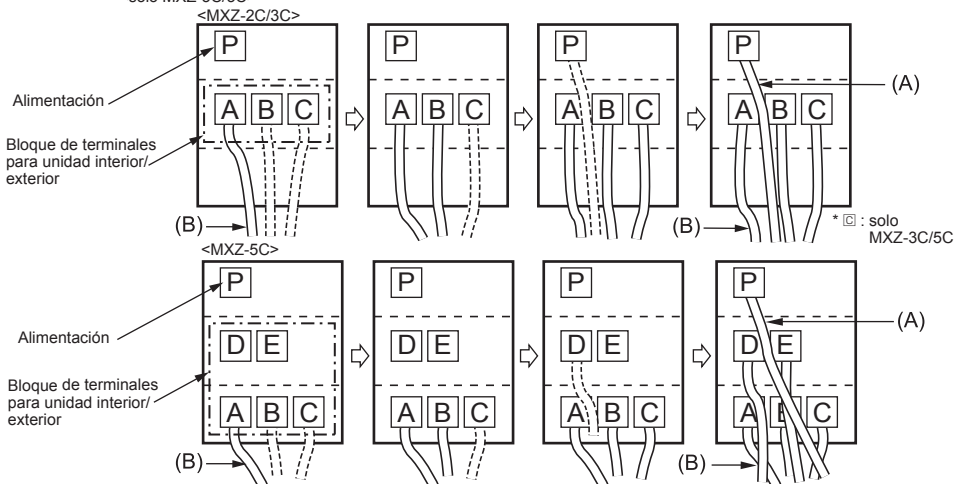 <MXZ-2C/3C>
P
P
P
P
(A)
Alimentación
A B C
A B C
A B C
A B C
Bloque de terminales
para unidad interior/
exterior
(B)
(B)
* C : solo
MXZ-3C/5C
<MXZ-5C>
P
P
P
P
(A)
Alimentación
D E
D E
D E
D E
Bloque de terminales
para unidad interior/
exterior
A B C
A B C
A B C
A B C
(B)
(B)